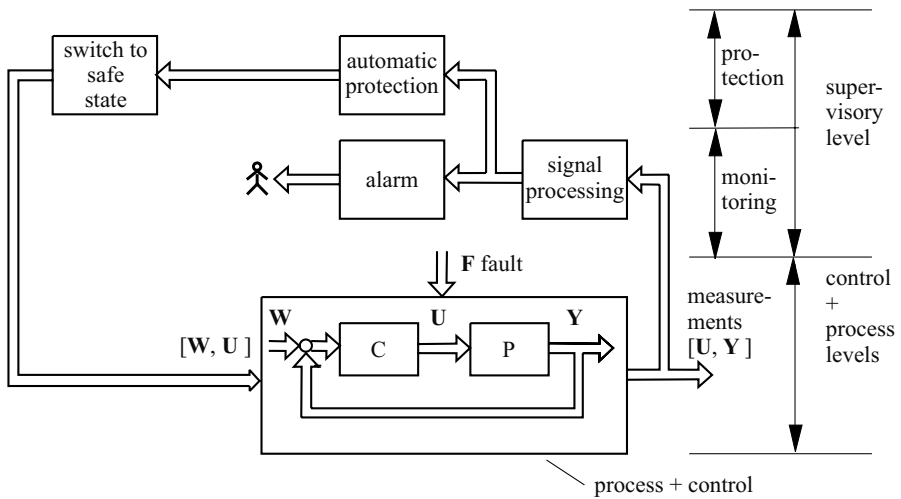 switch to
safe
state
automatic
protection
alarm
signal
processing
pro-
tection
super-
visory
level
moni-
toring
F fault
W
U
Y
[W, U ]
C
P
measure-
ments
[U, Y ]
control
+
process
levels
process + control